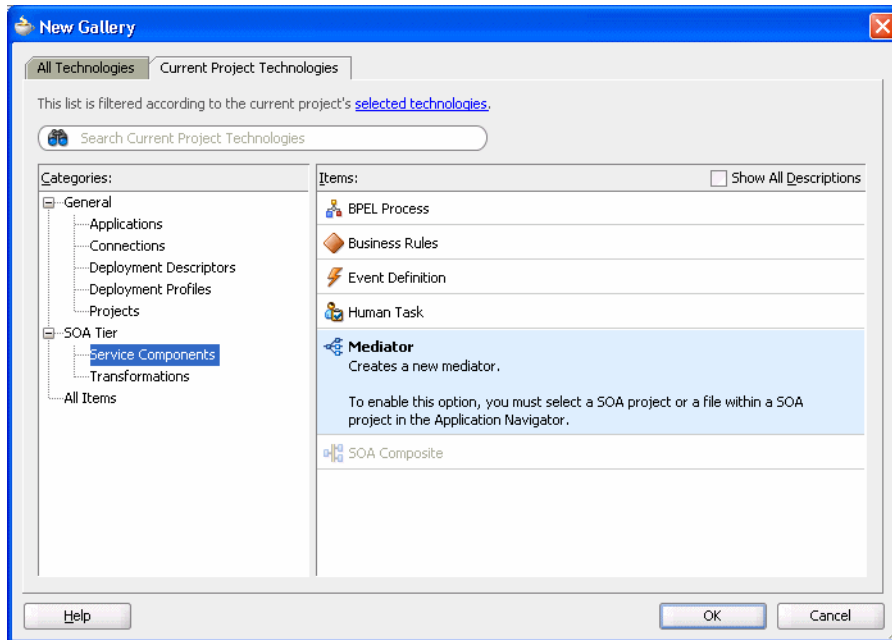 New Gallery
All Technologies
Current Project Technologies
This list is filtered according to the current project's selected technologies.
Search Current Project Technologies
Categories:
General
Applications
Connections
Deployment Descriptors
Deployment Profiles
Projects
SOA Tier
Service Components
Transformations
All Items
Items:
Show All Descriptions
BPEL Process
Business Rules
Event Definition
Human Task
Mediator
Creates a new mediator.
To enable this option, you must select a SOA project or a file within a SOA
project in the Application Navigator.
SOA Composite
Help
OK
Cancel